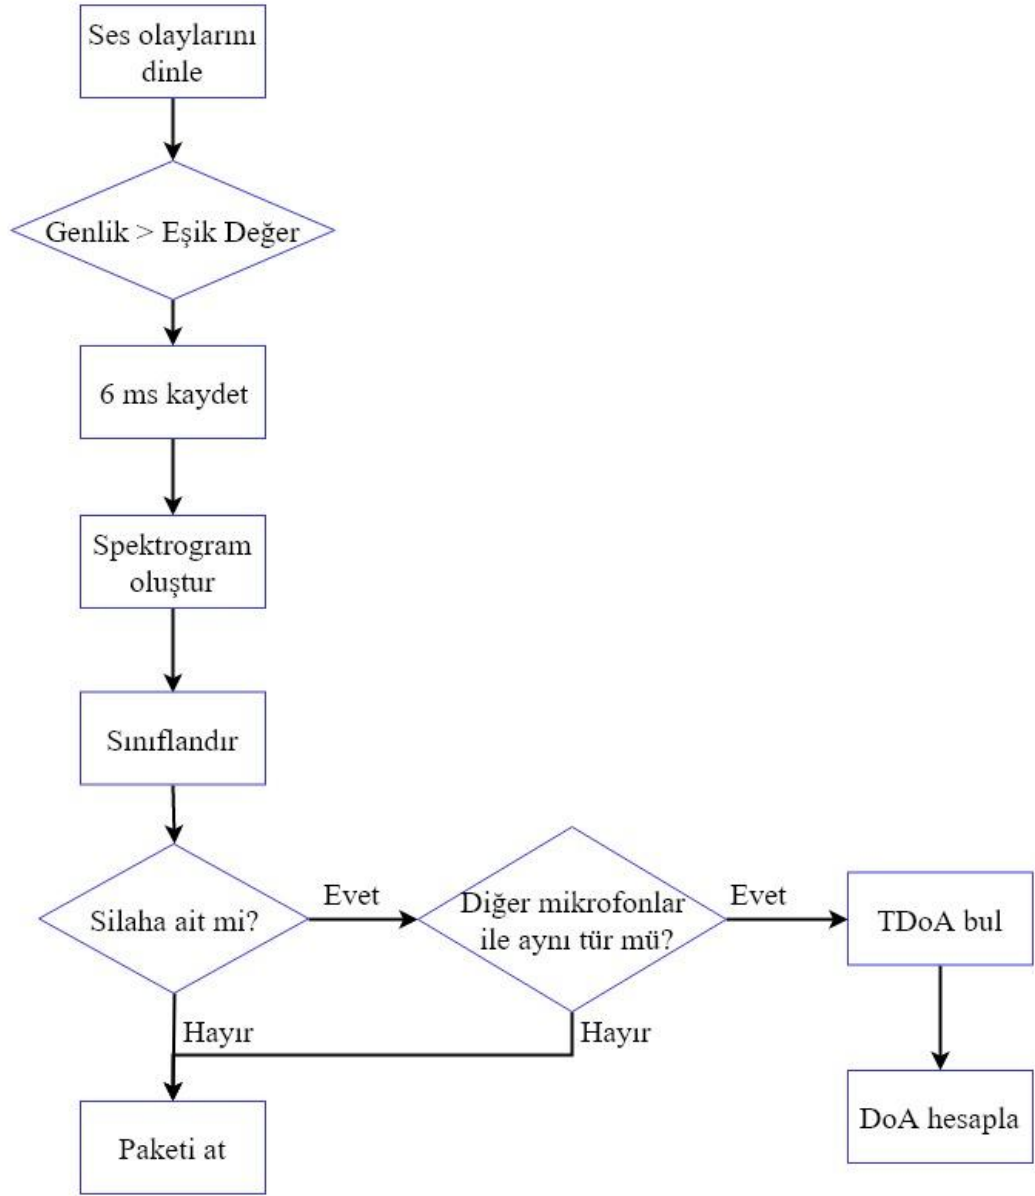 Ses olaylarını
dinle
Genlik > Eşik Değer
6 ms kaydet
Spektrogram
oluştur
Sınıflandır
Silaha ait mi?
Evet
Diğer mikrofonlar
ile aynı tür mü?
Evet
TDoA bul
Hayır
Hayır
Paketi at
DoA hesapla